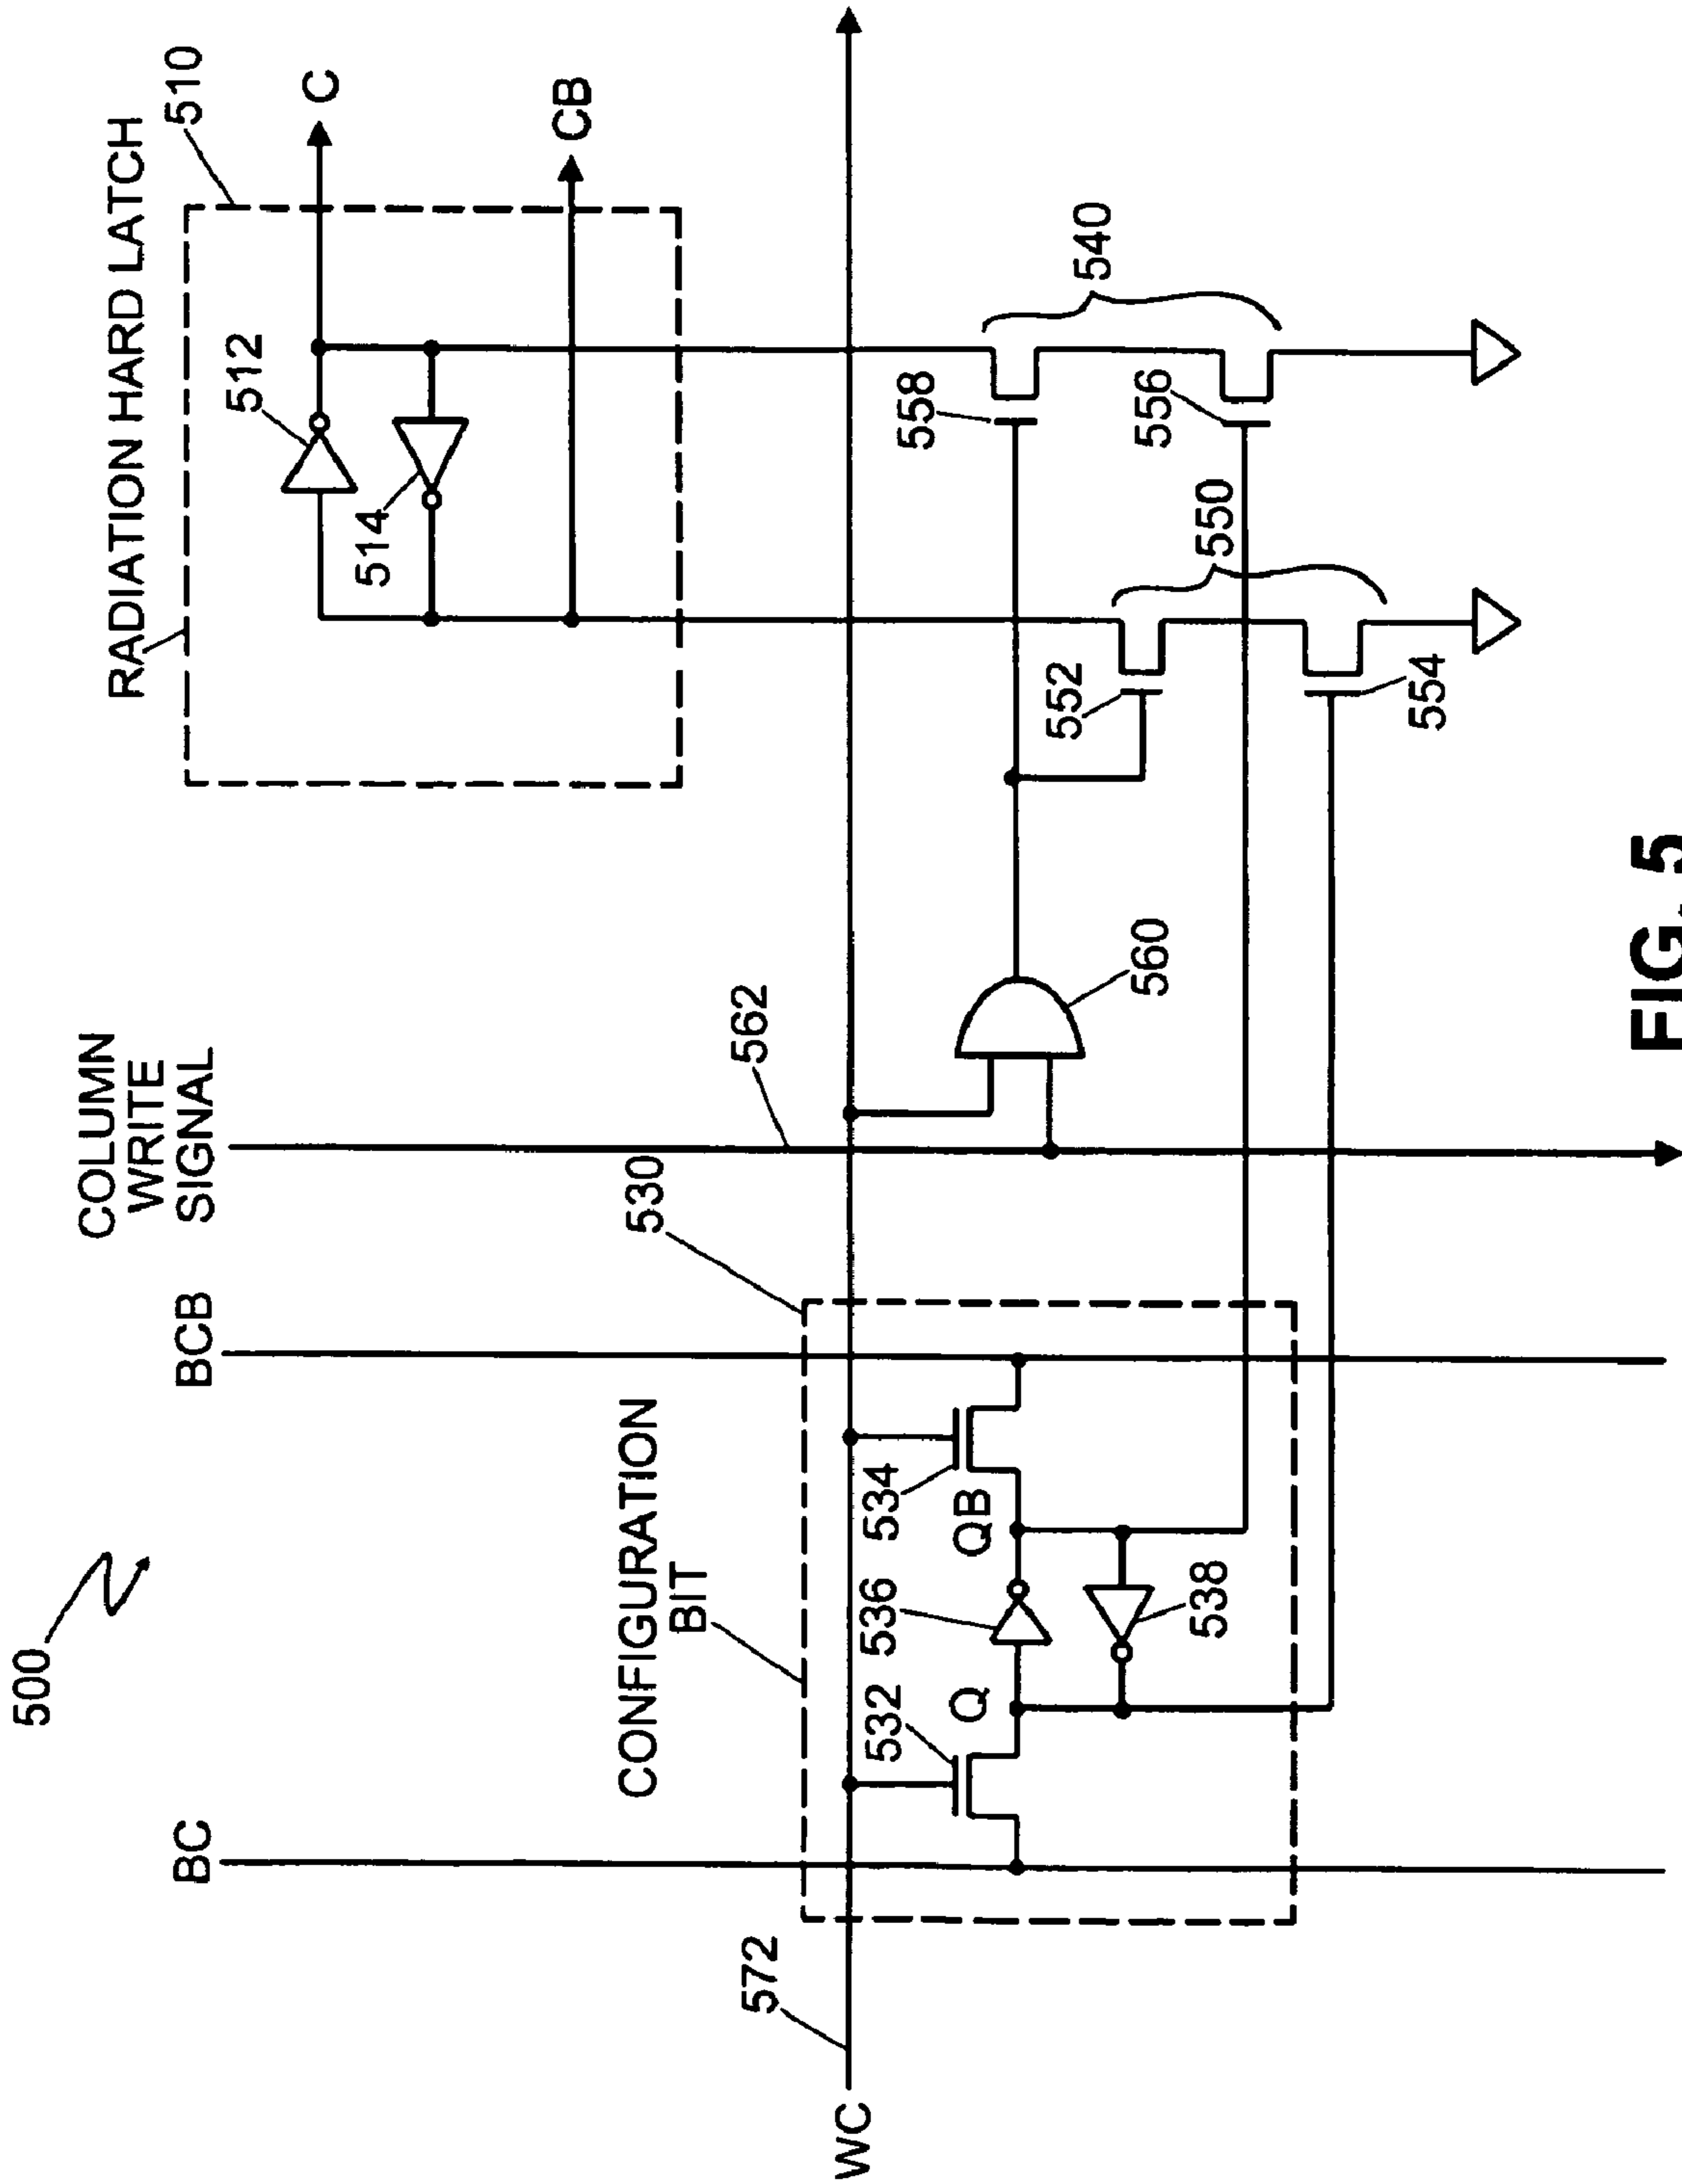 500
COLUMN
WRITE
SIGNAL
BC
BCB
RADIATION HARD LATCH
510
C
CB
512
514
562
530
CONFIGURATION
BIT
572
WC
532
Q
536
QB
534
538
560
558
556
540
552
550
554
FIG. 5